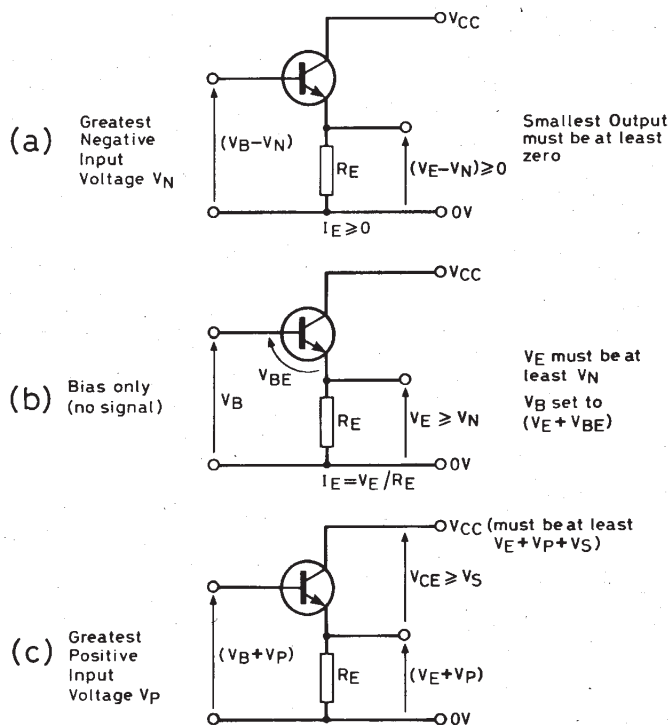 VCC
(a)
Greatest
Negative
Input
Voltage VN
(VB−VN)
RE
(VE−VN)⩾0
Smallest Output
must be at least
zero
0V
IE⩾0
VCC
(b)
Bias only
(no signal)
VB
VBE
RE
VE ⩾ VN
VE must be at
least VN
VB set to
(VE+VBE)
0V
IE=VE/RE
VCC (must be at least
VE+VP+VS)
VCE⩾VS
(c)
Greatest
Positive
Input
Voltage VP
(VB+VP)
RE
(VE+VP)
0V